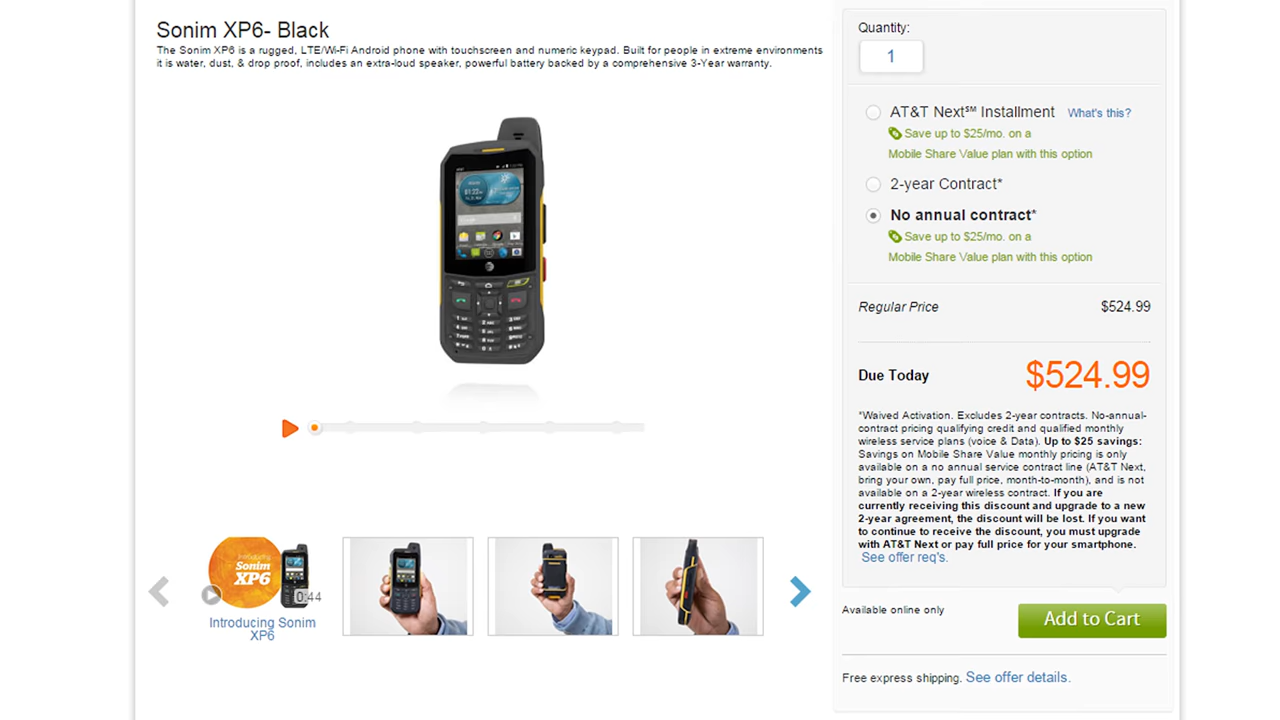 Sonim XP6- Black
The Sonim XP6 is a rugged, LTE/Wi-Fi Android phone with touchscreen and numeric keypad. Built for people in extreme environments
it is water, dust, & drop proof, includes an extra-loud speaker, powerful battery backed by a comprehensive 3-Year warranty.
Introducing
Sonim
XP6
0:44
Introducing Sonim
XP6
Quantity:
1
AT&T Next℠ Installment What's this?
Save up to $25/mo. on a
Mobile Share Value plan with this option
2-year Contract*
No annual contract*
Save up to $25/mo. on a
Mobile Share Value plan with this option
Regular Price $524.99
Due Today $524.99
*Waived Activation. Excludes 2-year contracts. No-annual-
contract pricing qualifying credit and qualified monthly
wireless service plans (voice & Data). Up to $25 savings:
Savings on Mobile Share Value monthly pricing is only
available on a no annual service contract line (AT&T Next,
bring your own, pay full price, month-to-month), and is not
available on a 2-year wireless contract. If you are
currently receiving this discount and upgrade to a new
2-year agreement, the discount will be lost. If you want
to continue to receive the discount, you must upgrade
with AT&T Next or pay full price for your smartphone.
See offer req's.
Available online only
Add to Cart
Free express shipping. See offer details.